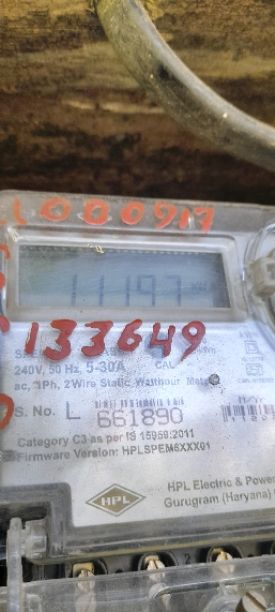 1000917
11197
133649
240V, 50 Hz, 5-30A CAL
ac, 1Ph, 2Wire Static Watthour Meter
S. No. L 661890
Category C3 as per IS 15959:2011
Firmware Version: HPLSPEM6XXX01
HPL
HPL Electric & Power
Gurugram (Haryana)